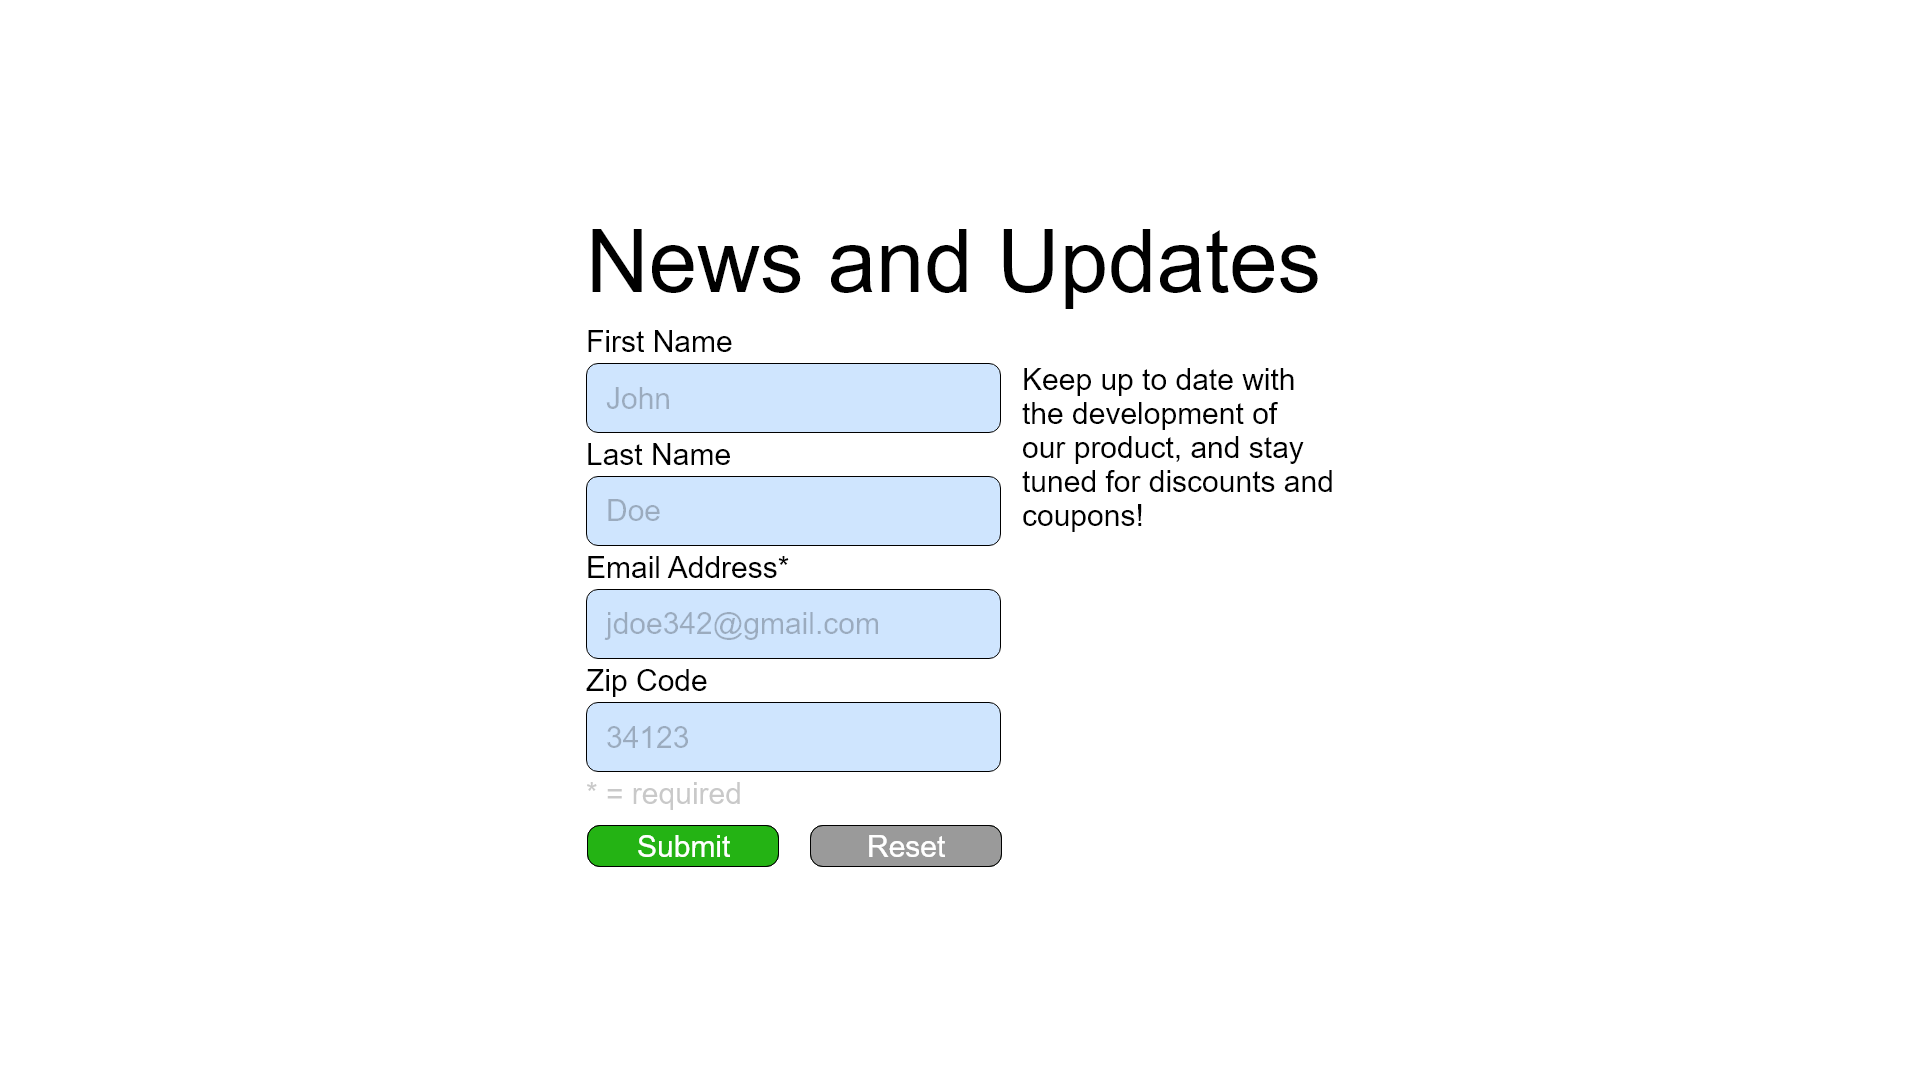 News and Updates
First Name
John
Last Name
Doe
Email Address*
jdoe342@gmail.com
Zip Code
34123
* = required
Submit
Reset
Keep up to date with
the development of
our product, and stay
tuned for discounts and
coupons!